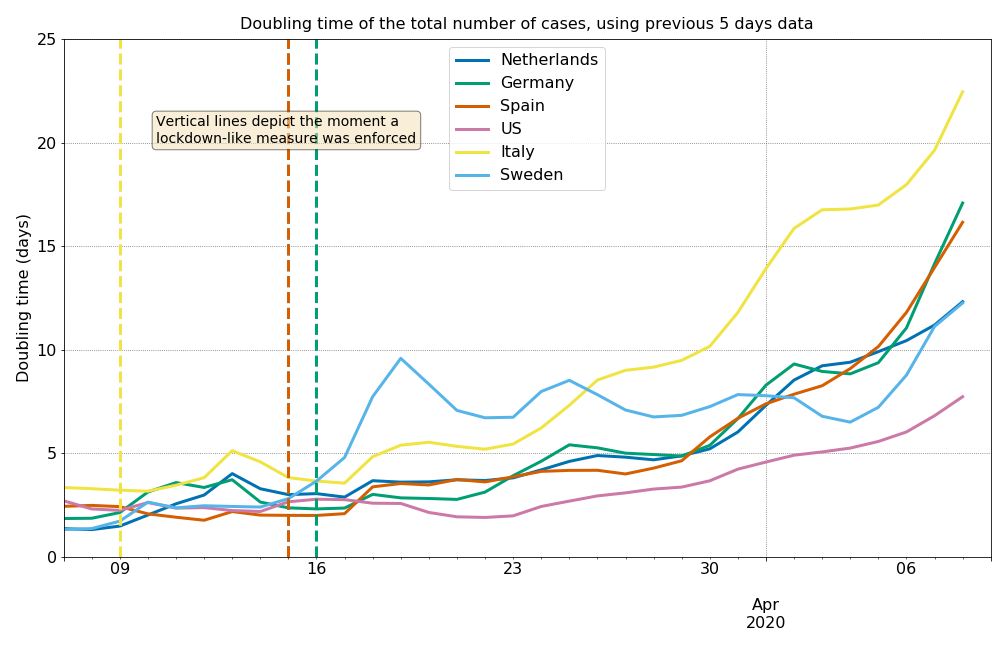 Doubling time of the total number of cases, using previous 5 days data
25
20
15
10
5
0
Doubling time (days)
Vertical lines depict the moment a
lockdown-like measure was enforced
Netherlands
Germany
Spain
US
Italy
Sweden
09
16
23
30
06
Apr
2020